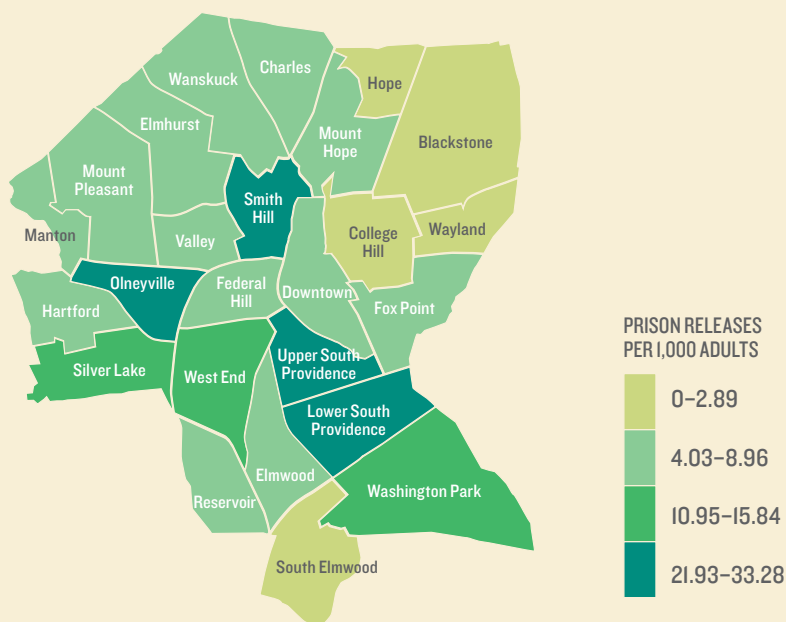 Charles
Wanskuck
Hope
Elmhurst
Mount
Hope
Blackstone
Mount
Pleasant
Smith
Hill
Manton
Valley
College
Hill
Wayland
Olneyville
Federal
Hill
Downtown
Hartford
Fox Point
Silver Lake
West End
Upper South
Providence
Lower South
Providence
Elmwood
Washington Park
Reservoir
South Elmwood
PRISON RELEASES
PER 1,000 ADULTS
0–2.89
4.03–8.96
10.95–15.84
21.93–33.28